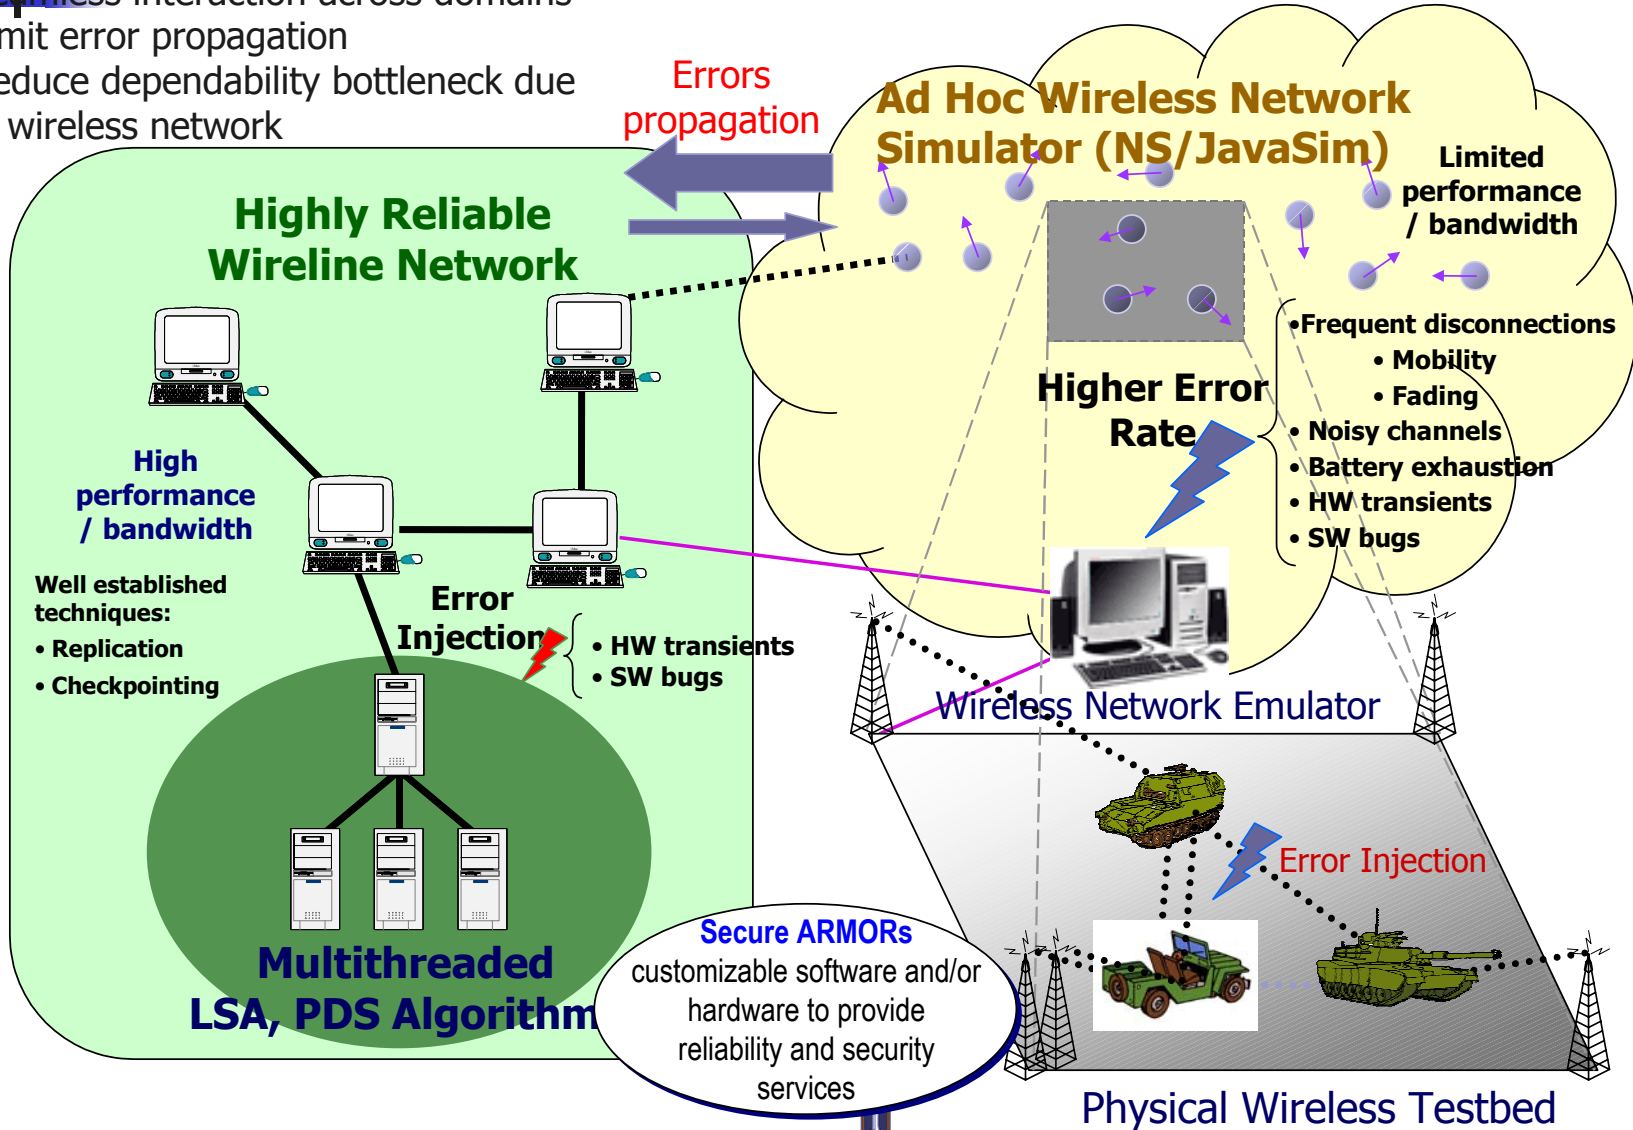 interaction across domains
mit error propagation
educe dependability bottleneck due
wireless network
Errors
propagation
Ad Hoc Wireless Network
Simulator (NS/JavaSim)
Limited
performance
/ bandwidth
Highly Reliable
Wireline Network
•Frequent disconnections
• Mobility
• Fading
• Noisy channels
• Battery exhaustion
• HW transients
• SW bugs
Higher Error
Rate
High
performance
/ bandwidth
Well established
techniques:
• Replication
• Checkpointing
Error
Injection
• HW transients
• SW bugs
Wireless Network Emulator
Error Injection
Multithreaded
LSA, PDS Algorithm
Secure ARMORs
customizable software and/or
hardware to provide
reliability and security
services
Physical Wireless Testbed